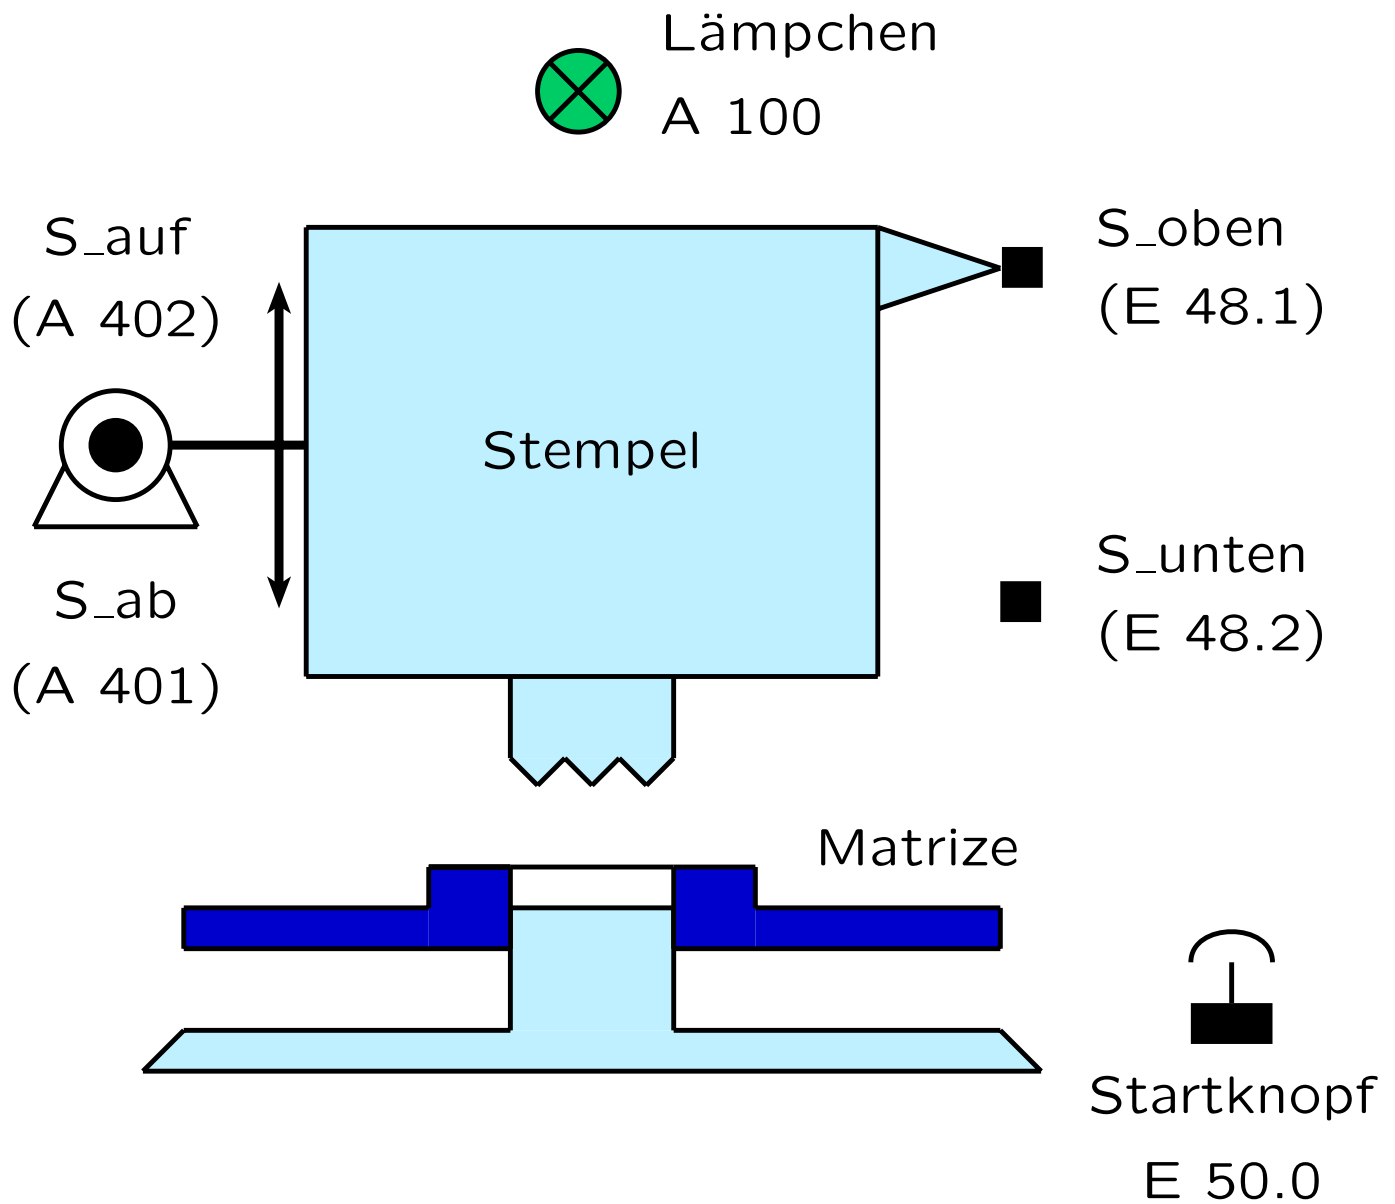 Lämpchen
A 100
S_auf
(A 402)
S_oben
(E 48.1)
Stempel
S_ab
(A 401)
S_unten
(E 48.2)
Matrize
Startknopf
E 50.0